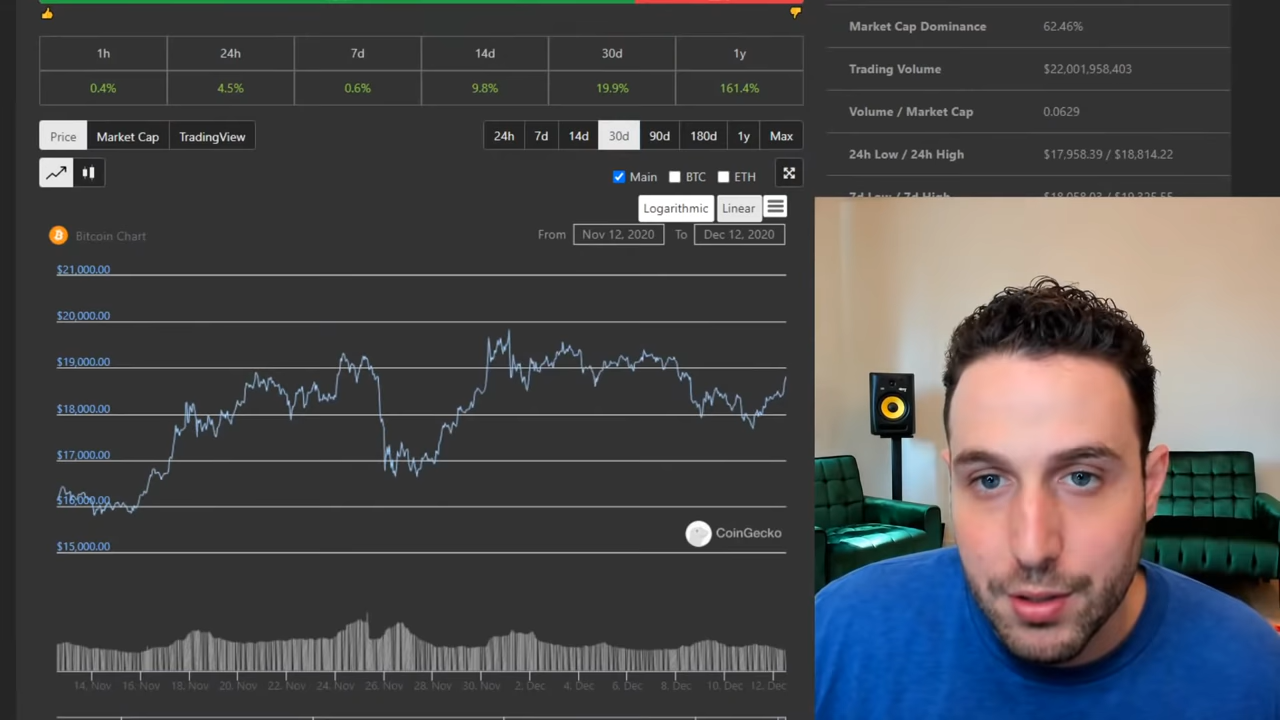 Market Cap Dominance 62.46%
1h 24h 7d 14d 30d 1y
Trading Volume $22,001,958,403
0.4% 4.5% 0.6% 9.8% 19.9% 161.4%
Volume / Market Cap 0.0629
Price Market Cap TradingView 24h 7d 14d 30d 90d 180d 1y Max
24h Low / 24h High $17,958.39 / $18,814.22
Main BTC ETH
7d Low / 7d High
Logarithmic Linear
Bitcoin Chart From Nov 12, 2020 To Dec 12, 2020
$21,000.00
$20,000.00
$19,000.00
$18,000.00
$17,000.00
$16,000.00
CoinGecko
$15,000.00
14. Nov 16. Nov 18. Nov 20. Nov 22. Nov 24. Nov 26. Nov 28. Nov 30. Nov 2. Dec 4. Dec 6. Dec 8. Dec 10. Dec 12. Dec